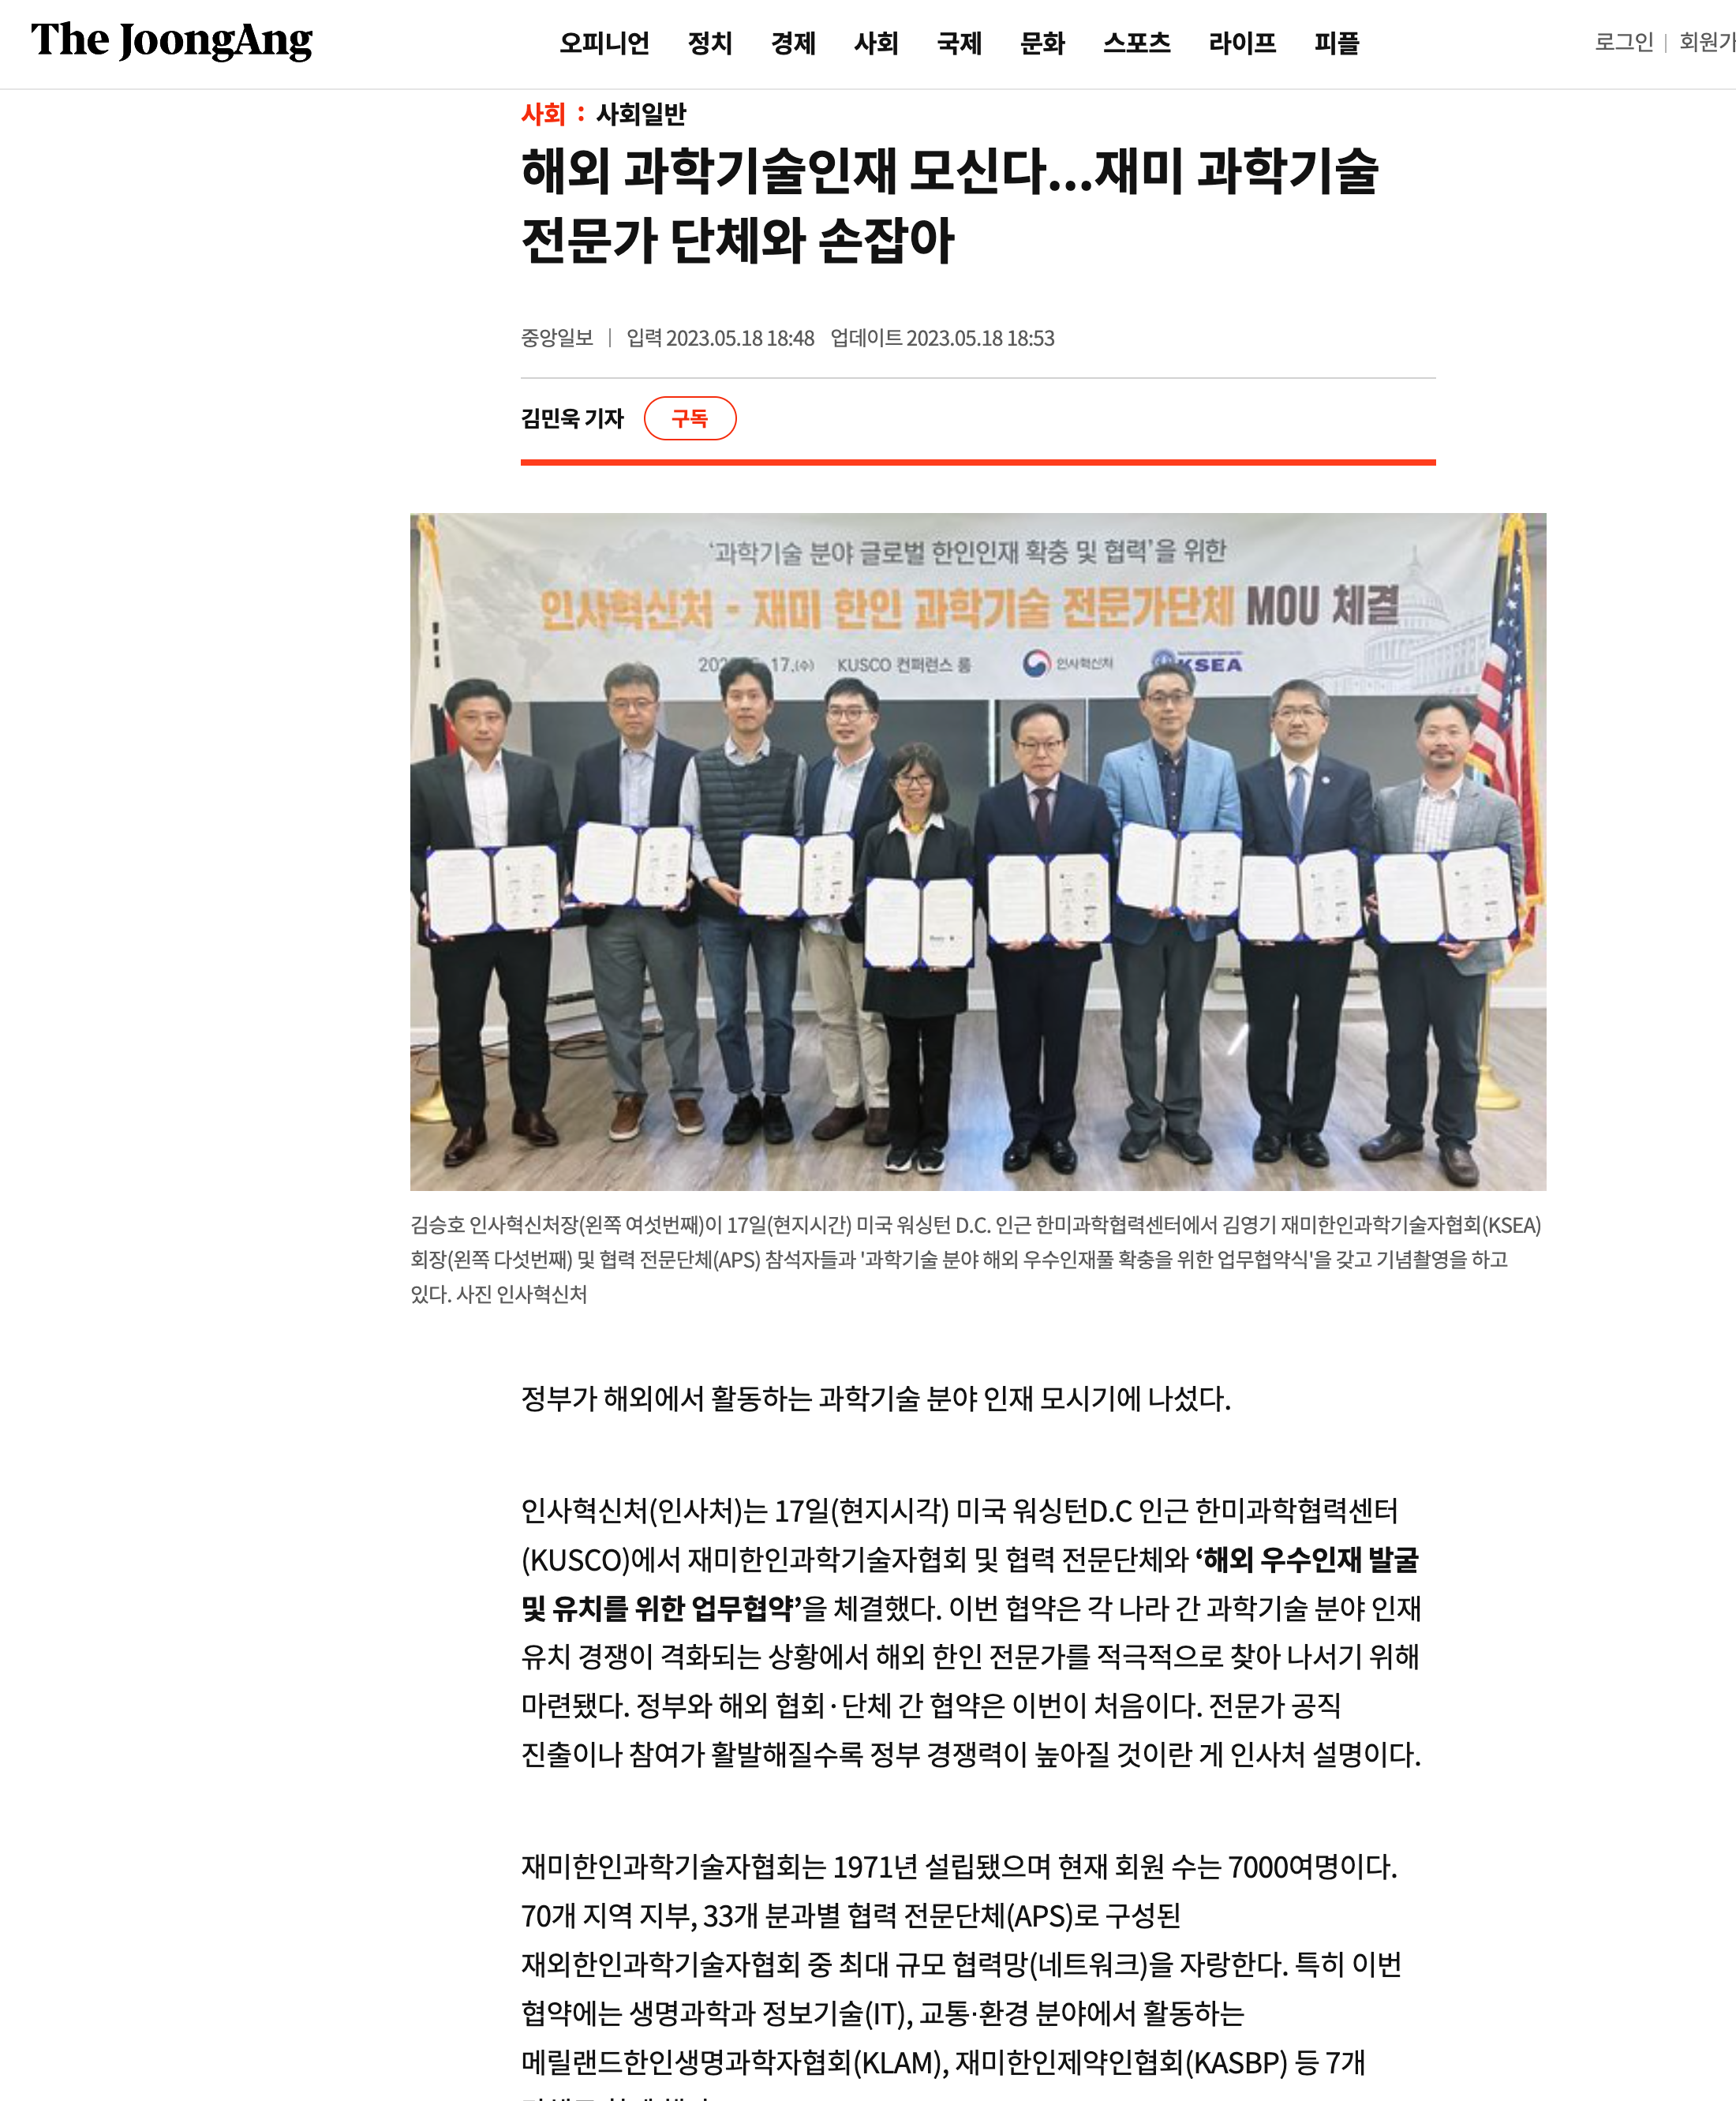 The JoongAng
오피니언 정치 경제 사회 국제 문화 스포츠 라이프 피플
로그인 | 회원가
사회 : 사회일반
해외 과학기술인재 모신다...재미 과학기술
전문가 단체와 손잡아
중앙일보 | 입력 2023.05.18 18:48 업데이트 2023.05.18 18:53
김민욱 기자 구독
‘과학기술 분야 글로벌 한인인재 확충 및 협력’을 위한
인사혁신처 - 재미 한인 과학기술 전문가단체 MOU 체결
17.(수) KUSCO 컨퍼런스 룸 인사혁신처 KSEA
김승호 인사혁신처장(왼쪽 여섯번째)이 17일(현지시간) 미국 워싱턴 D.C. 인근 한미과학협력센터에서 김영기 재미한인과학기술자협회(KSEA)
회장(왼쪽 다섯번째) 및 협력 전문단체(APS) 참석자들과 '과학기술 분야 해외 우수인재풀 확충을 위한 업무협약식'을 갖고 기념촬영을 하고
있다. 사진 인사혁신처
정부가 해외에서 활동하는 과학기술 분야 인재 모시기에 나섰다.
인사혁신처(인사처)는 17일(현지시각) 미국 워싱턴D.C 인근 한미과학협력센터
(KUSCO)에서 재미한인과학기술자협회 및 협력 전문단체와 ‘해외 우수인재 발굴
및 유치를 위한 업무협약’을 체결했다. 이번 협약은 각 나라 간 과학기술 분야 인재
유치 경쟁이 격화되는 상황에서 해외 한인 전문가를 적극적으로 찾아 나서기 위해
마련됐다. 정부와 해외 협회·단체 간 협약은 이번이 처음이다. 전문가 공직
진출이나 참여가 활발해질수록 정부 경쟁력이 높아질 것이란 게 인사처 설명이다.
재미한인과학기술자협회는 1971년 설립됐으며 현재 회원 수는 7000여명이다.
70개 지역 지부, 33개 분과별 협력 전문단체(APS)로 구성된
재외한인과학기술자협회 중 최대 규모 협력망(네트워크)을 자랑한다. 특히 이번
협약에는 생명과학과 정보기술(IT), 교통·환경 분야에서 활동하는
메릴랜드한인생명과학자협회(KLAM), 재미한인제약인협회(KASBP) 등 7개